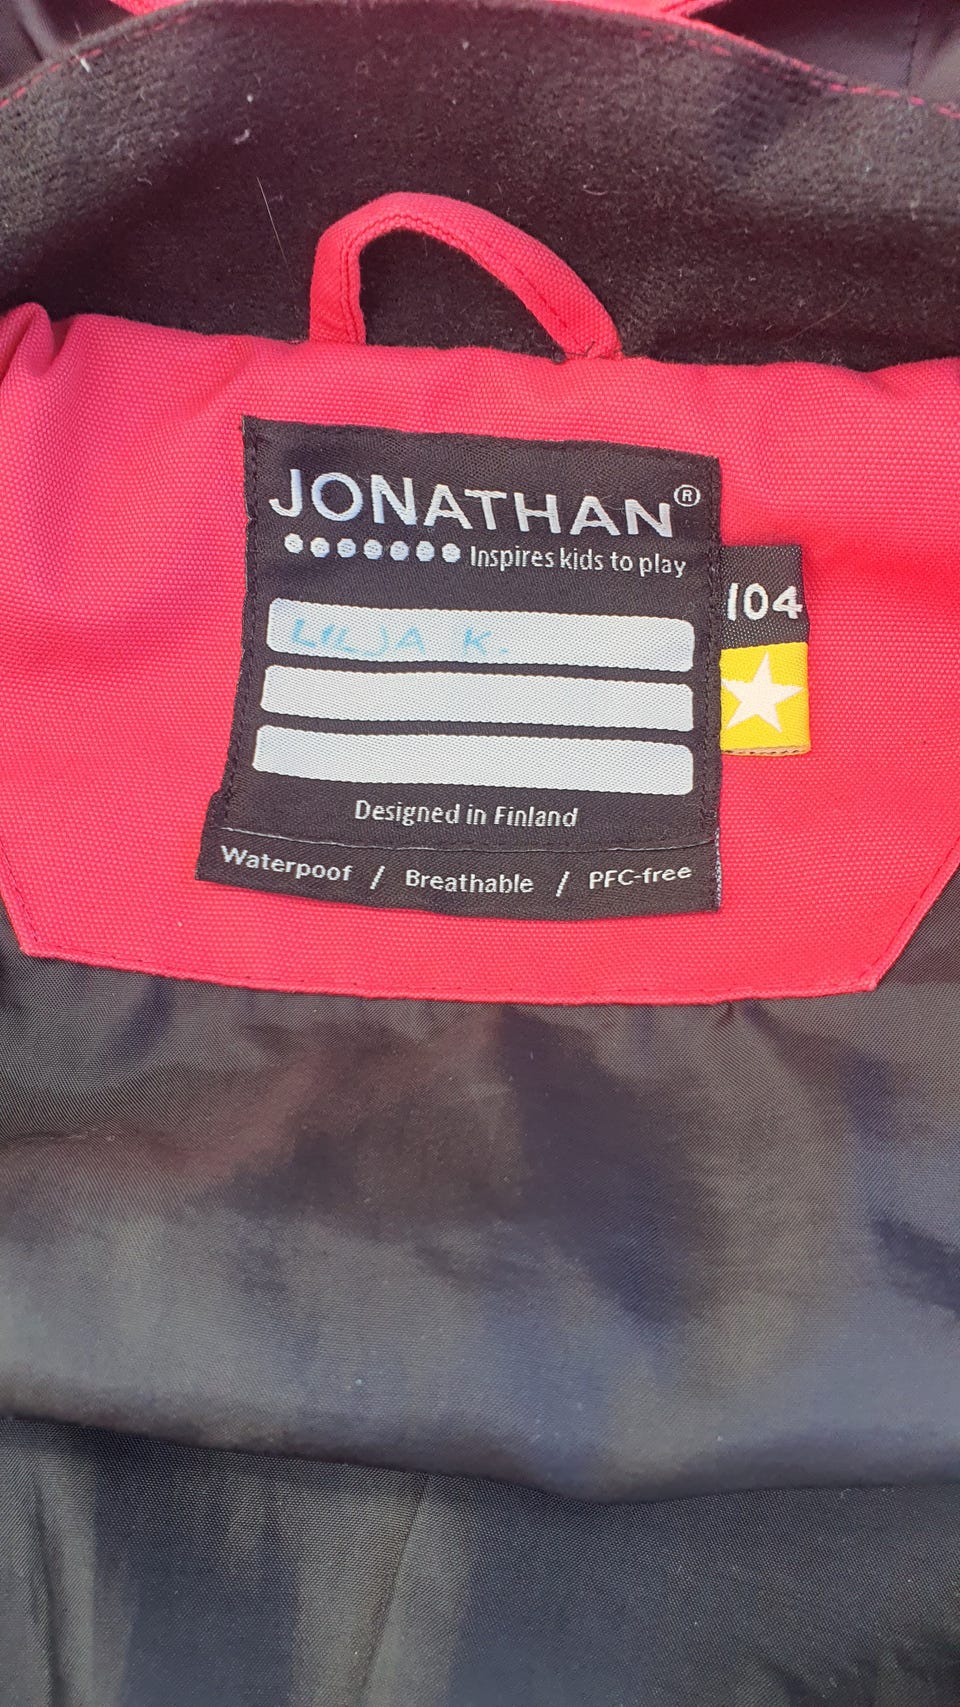 JONATHAN®
Inspires kids to play
104
LILJA K.
Designed in Finland
Waterpoof / Breathable / PFC-free